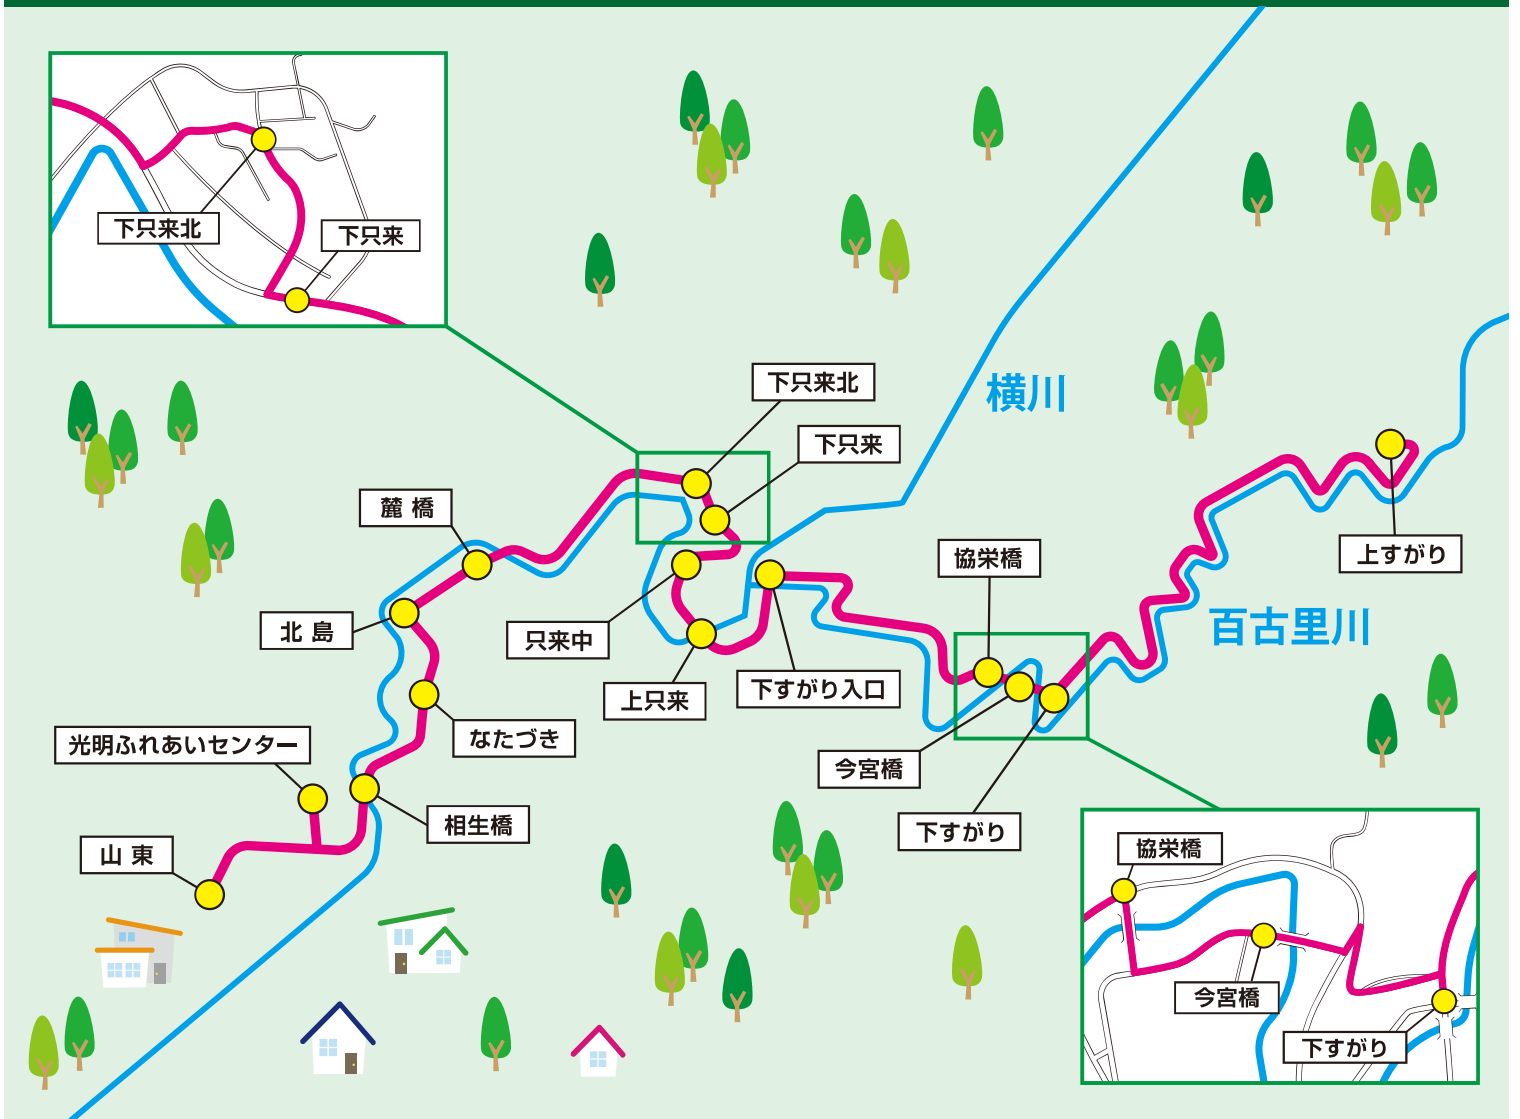 下只来北
下只来
下只来北
下只来
横川
麓 橋
上すがり
協栄橋
百古里川
北 島
只来中
上只来
下すがり入口
なたづき
光明ふれあいセンター
今宮橋
相生橋
下すがり
山 東
協栄橋
今宮橋
下すがり